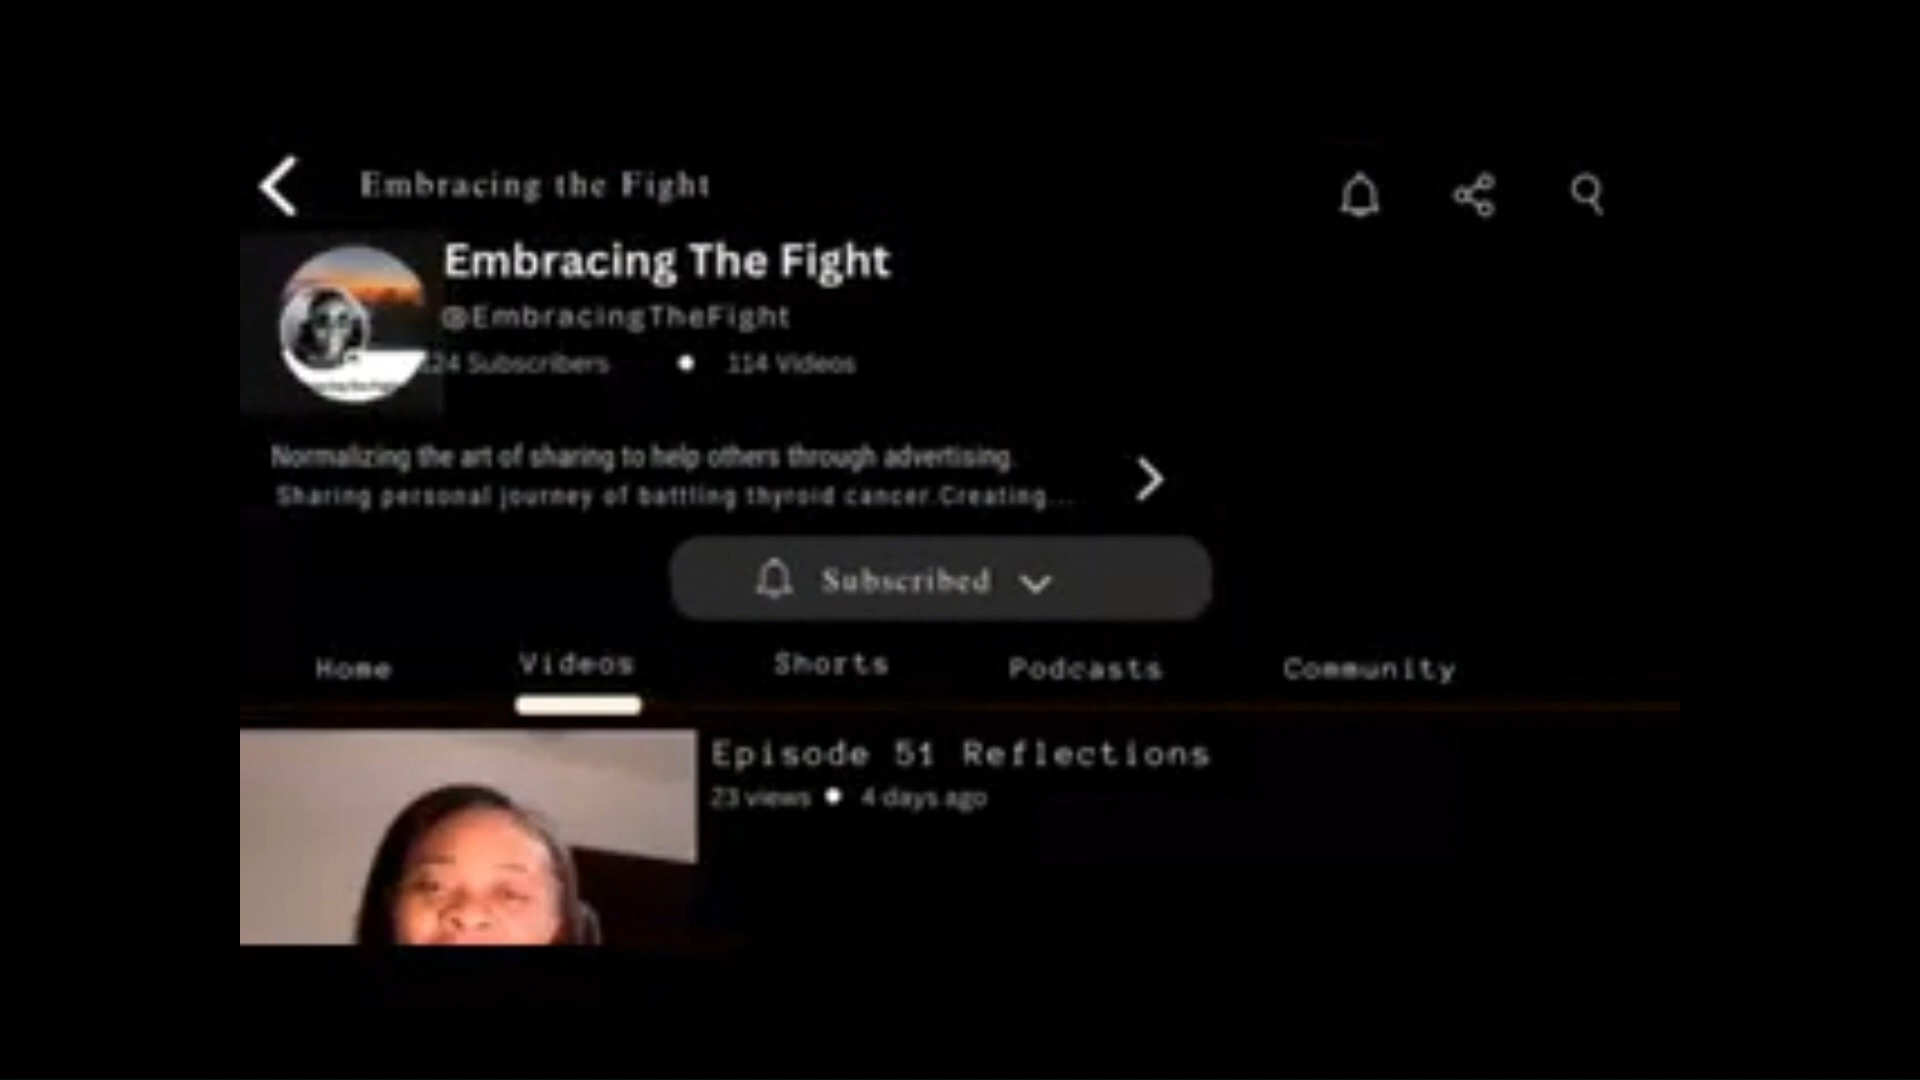 Embracing the Fight
Embracing The Fight
@EmbracingTheFight
24 Subscribers • 114 Videos
Normalizing the art of sharing to help others through advertising.
Sharing personal journey of battling thyroid cancer.Creating...
Subscribed
Home Videos Shorts Podcasts Community
Episode 51 Reflections
23 views • 4 days ago